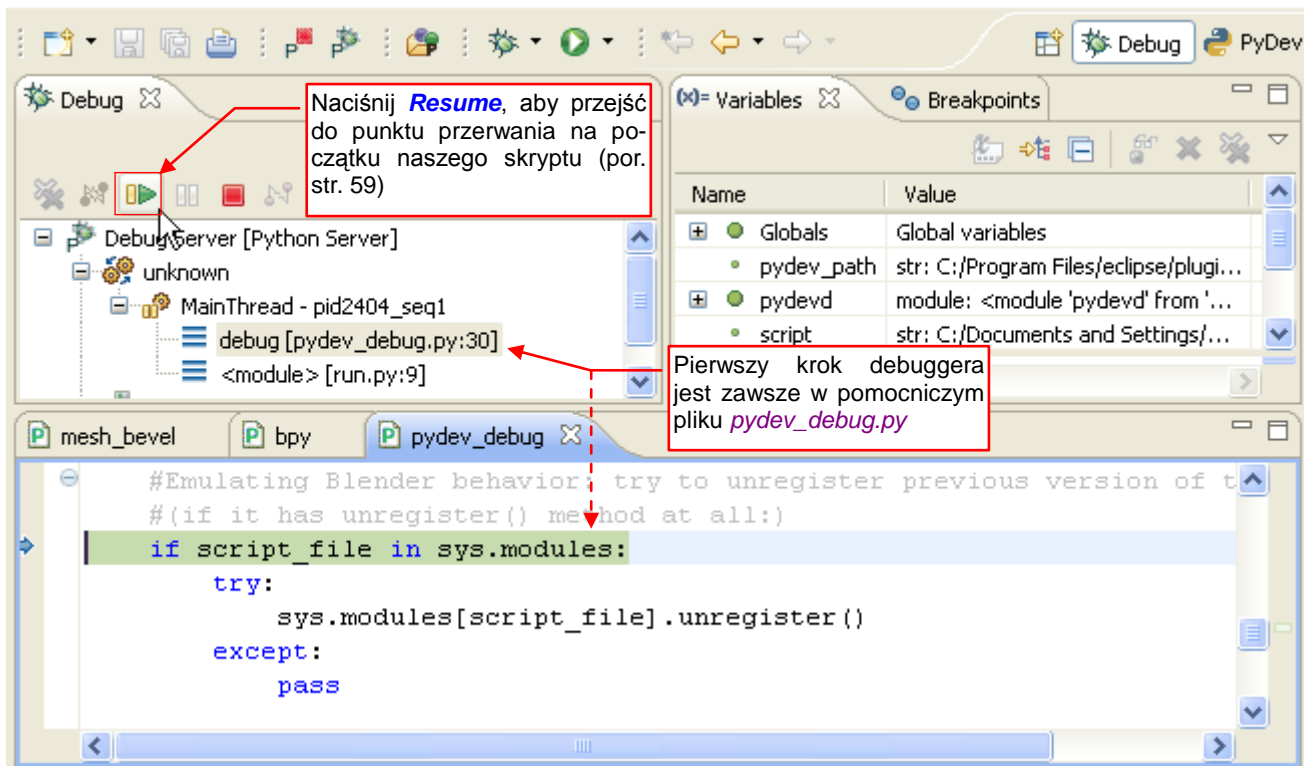 Debug
PyDev
Debug
Naciśnij Resume, aby przejść
do punktu przerwania na po-
czątku naszego skryptu (por.
str. 59)
(x)= Variables
Breakpoints
Name Value
Globals Global variables
pydev_path str: C:/Program Files/eclipse/plugi...
pydevd module: <module 'pydevd' from '...
script str: C:/Documents and Settings/...
Debug Server [Python Server]
unknown
MainThread - pid2404_seq1
debug [pydev_debug.py:30]
<module> [run.py:9]
Pierwszy krok debuggera
jest zawsze w pomocniczym
pliku pydev_debug.py
mesh_bevel
bpy
pydev_debug
#Emulating Blender behavior: try to unregister previous version of t
#(if it has unregister() method at all:)
if script_file in sys.modules:
try:
sys.modules[script_file].unregister()
except:
pass